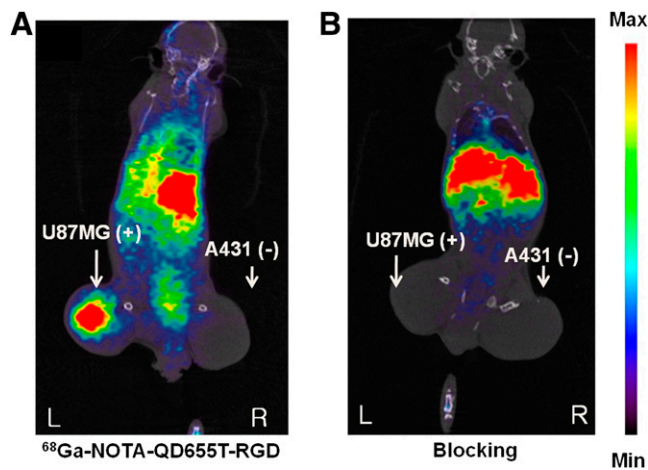 A
B
Max
U87MG (+)
A431 (-)
U87MG (+)
A431 (-)
L
R
L
R
⁶⁸Ga-NOTA-QD655T-RGD
Blocking
Min